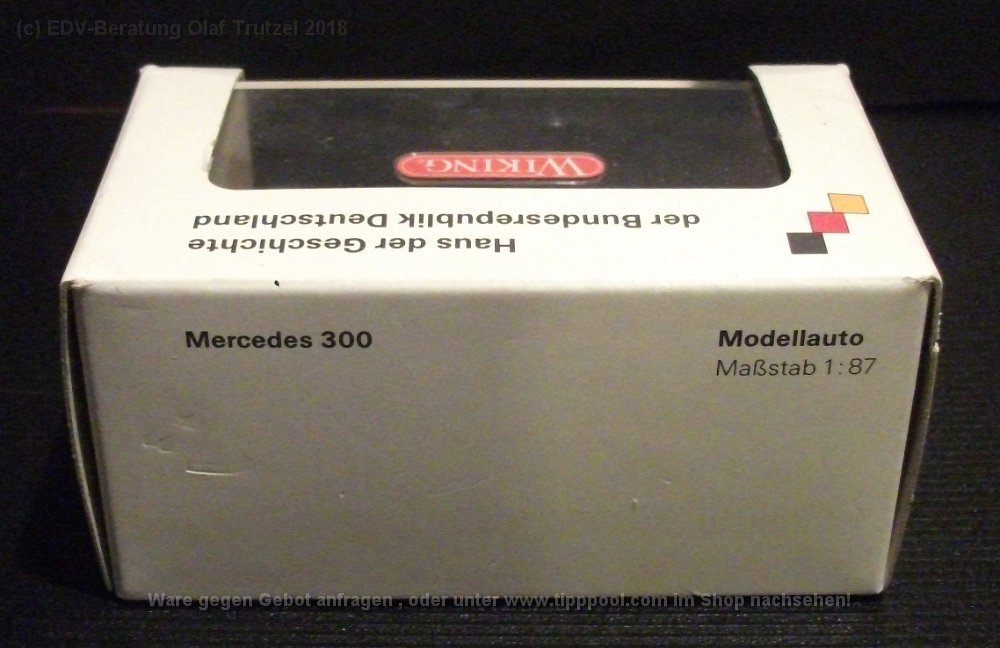 (c) EDV-Beratung Olaf Trutzel 2018
WIKING
Haus der Geschichte
der Bundesrepublik Deutschland
Mercedes 300
Modellauto
Maßstab 1:87
Ware gegen Gebot anfragen , oder unter www.tipppool.com im Shop nachsehen!